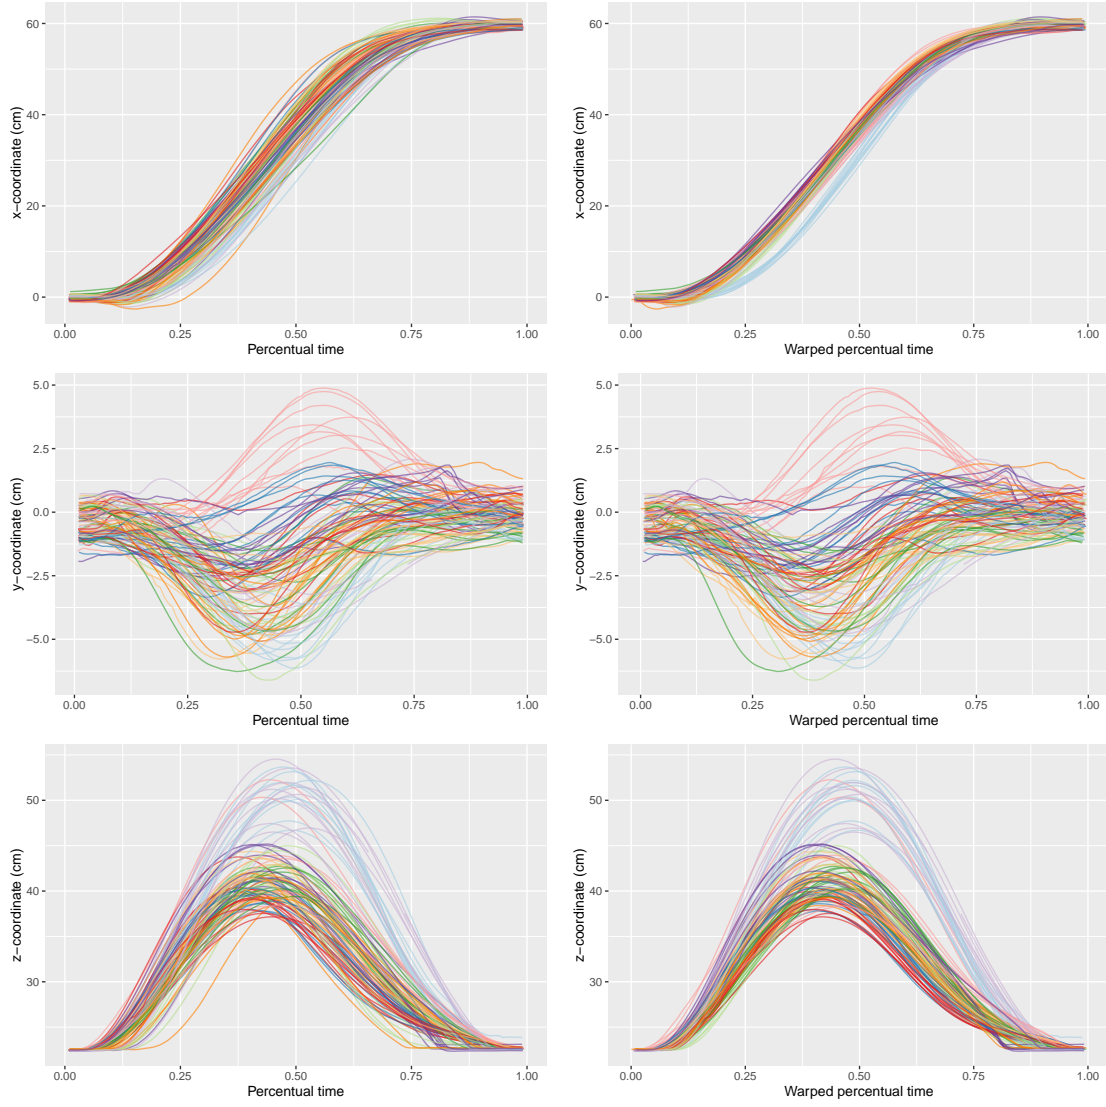 60
40
20
0
x−coordinate (cm)
0.00 0.25 0.50 0.75 1.00
Percentual time
60
40
20
0
x−coordinate (cm)
0.00 0.25 0.50 0.75 1.00
Warped percentual time
5.0
2.5
0.0
−2.5
−5.0
y−coordinate (cm)
0.00 0.25 0.50 0.75 1.00
Percentual time
5.0
2.5
0.0
−2.5
−5.0
y−coordinate (cm)
0.00 0.25 0.50 0.75 1.00
Warped percentual time
50
40
30
z−coordinate (cm)
0.00 0.25 0.50 0.75 1.00
Percentual time
50
40
30
z−coordinate (cm)
0.00 0.25 0.50 0.75 1.00
Warped percentual time